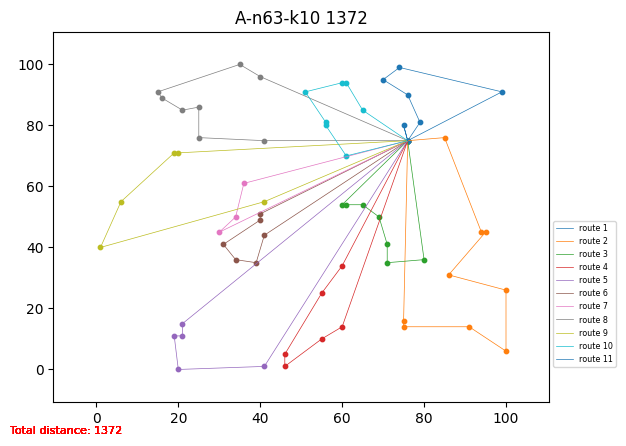 A-n63-k10 1372
100
80
60
40
20
0
0 20 40 60 80 100
route 1
route 2
route 3
route 4
route 5
route 6
route 7
route 8
route 9
route 10
route 11
Total distance: 1372